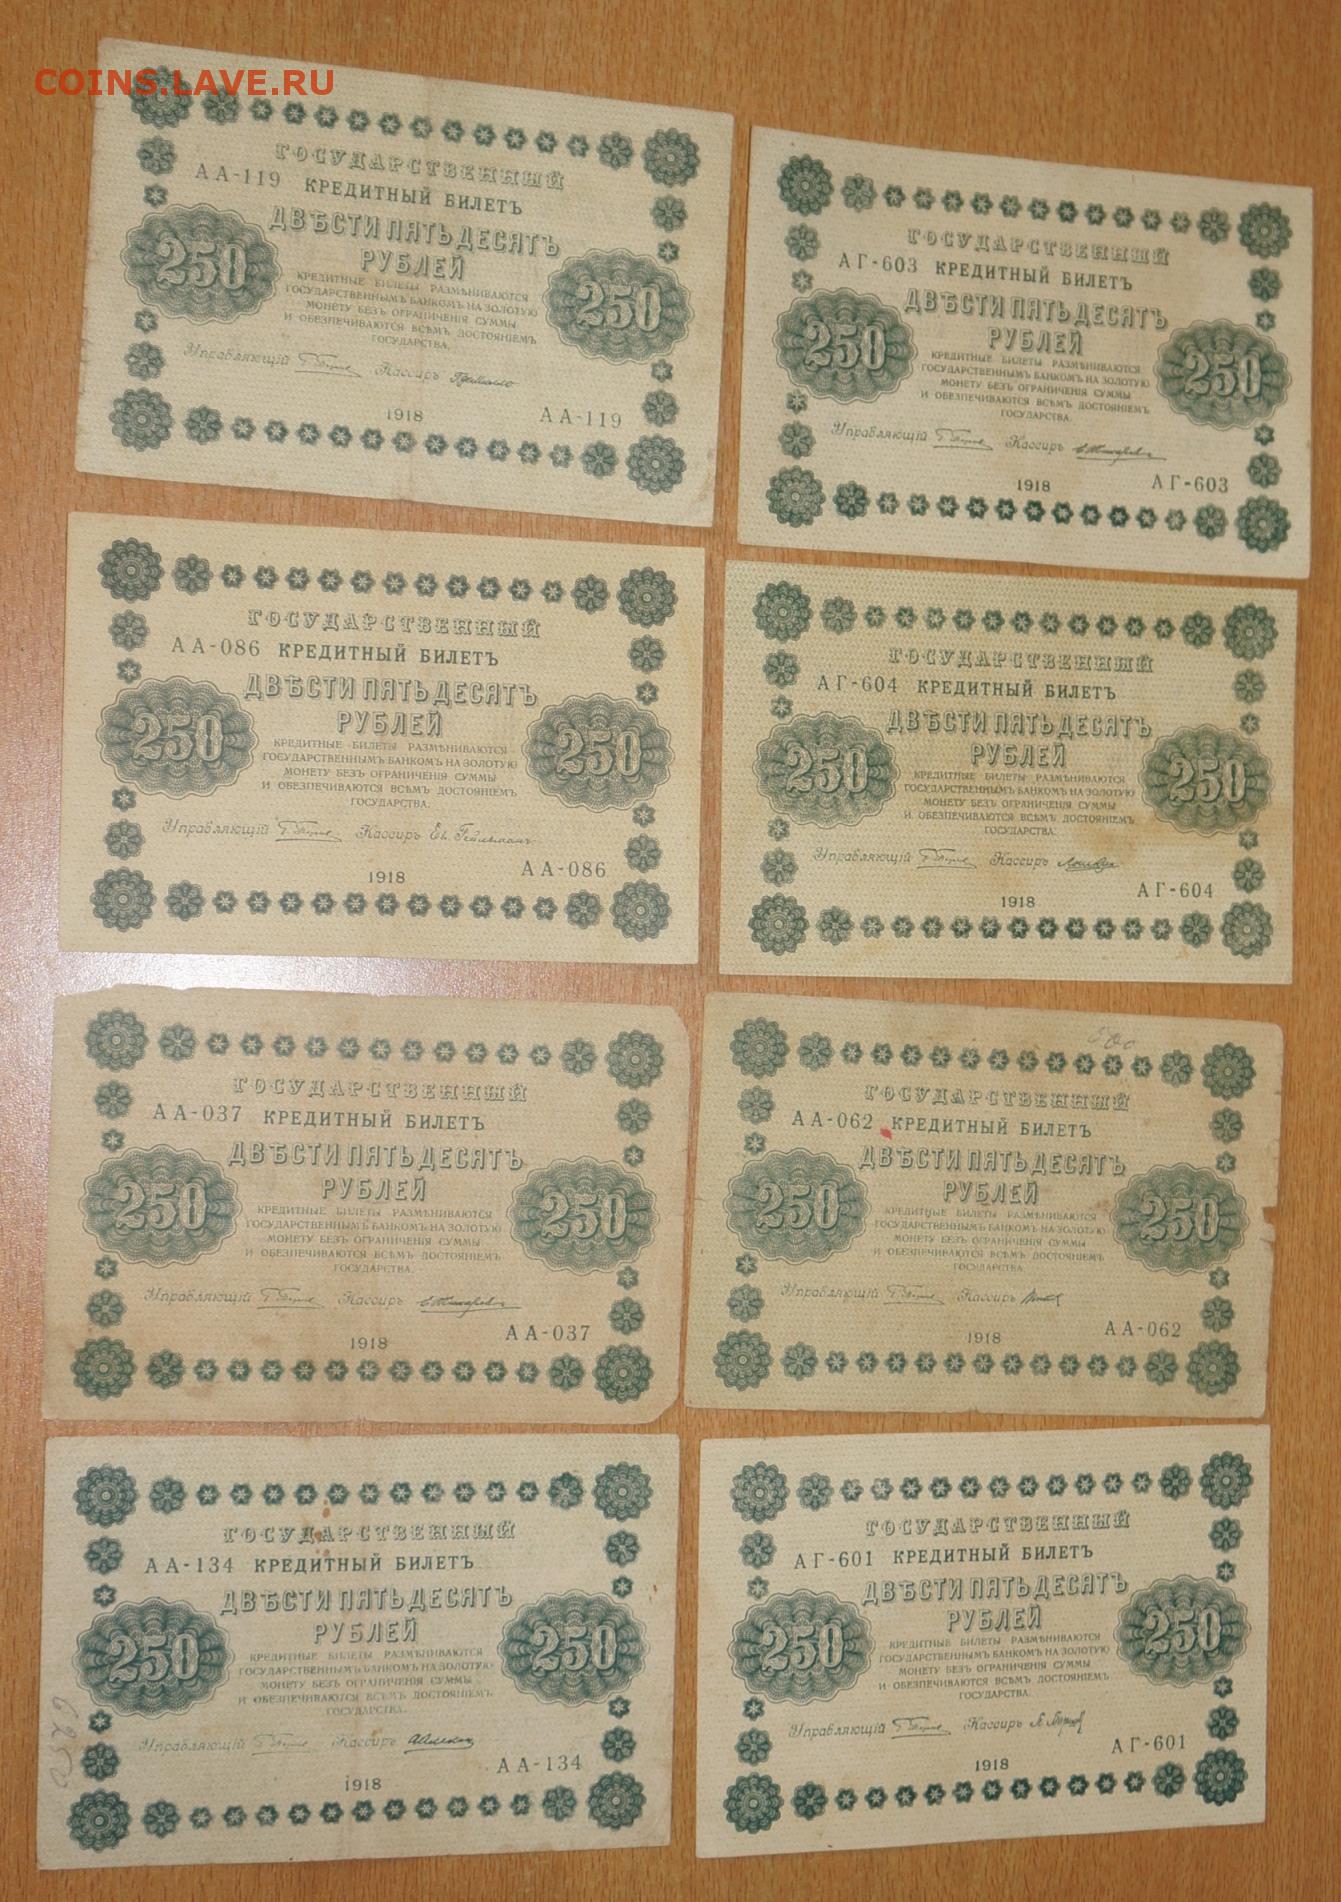 COINS.LAVE.RU
ГОСУДАРСТВЕННЫЙ
АА-119 КРЕДИТНЫЙ БИЛЕТЪ
ДВѢСТИ ПЯТЬДЕСЯТЪ
РУБЛЕЙ
250
250
КРЕДИТНЫЕ БИЛЕТЫ РАЗМѢНИВАЮТСЯ
ГОСУДАРСТВЕННЫМЪ БАНКОМЪ НА ЗОЛОТУЮ
МОНЕТУ БЕЗЪ ОГРАНИЧЕНІЯ СУММЫ
И ОБЕЗПЕЧИВАЮТСЯ ВСѢМЪ ДОСТОЯНІЕМЪ
ГОСУДАРСТВА.
Управляющій Кассиръ
1918 АА-119
ГОСУДАРСТВЕННЫЙ
АГ-603 КРЕДИТНЫЙ БИЛЕТЪ
ДВѢСТИ ПЯТЬДЕСЯТЪ
РУБЛЕЙ
250
250
КРЕДИТНЫЕ БИЛЕТЫ РАЗМѢНИВАЮТСЯ
ГОСУДАРСТВЕННЫМЪ БАНКОМЪ НА ЗОЛОТУЮ
МОНЕТУ БЕЗЪ ОГРАНИЧЕНІЯ СУММЫ
И ОБЕЗПЕЧИВАЮТСЯ ВСѢМЪ ДОСТОЯНІЕМЪ
ГОСУДАРСТВА.
Управляющій Кассиръ
1918 АГ-603
ГОСУДАРСТВЕННЫЙ
АА-086 КРЕДИТНЫЙ БИЛЕТЪ
ДВѢСТИ ПЯТЬДЕСЯТЪ
РУБЛЕЙ
250
250
КРЕДИТНЫЕ БИЛЕТЫ РАЗМѢНИВАЮТСЯ
ГОСУДАРСТВЕННЫМЪ БАНКОМЪ НА ЗОЛОТУЮ
МОНЕТУ БЕЗЪ ОГРАНИЧЕНІЯ СУММЫ
И ОБЕЗПЕЧИВАЮТСЯ ВСѢМЪ ДОСТОЯНІЕМЪ
ГОСУДАРСТВА.
Управляющій Кассиръ
1918 АА-086
ГОСУДАРСТВЕННЫЙ
АГ-604 КРЕДИТНЫЙ БИЛЕТЪ
ДВѢСТИ ПЯТЬДЕСЯТЪ
РУБЛЕЙ
250
250
КРЕДИТНЫЕ БИЛЕТЫ РАЗМѢНИВАЮТСЯ
ГОСУДАРСТВЕННЫМЪ БАНКОМЪ НА ЗОЛОТУЮ
МОНЕТУ БЕЗЪ ОГРАНИЧЕНІЯ СУММЫ
И ОБЕЗПЕЧИВАЮТСЯ ВСѢМЪ ДОСТОЯНІЕМЪ
ГОСУДАРСТВА.
Управляющій Кассиръ
1918 АГ-604
ГОСУДАРСТВЕННЫЙ
АА-037 КРЕДИТНЫЙ БИЛЕТЪ
ДВѢСТИ ПЯТЬДЕСЯТЪ
РУБЛЕЙ
250
250
КРЕДИТНЫЕ БИЛЕТЫ РАЗМѢНИВАЮТСЯ
ГОСУДАРСТВЕННЫМЪ БАНКОМЪ НА ЗОЛОТУЮ
МОНЕТУ БЕЗЪ ОГРАНИЧЕНІЯ СУММЫ
И ОБЕЗПЕЧИВАЮТСЯ ВСѢМЪ ДОСТОЯНІЕМЪ
ГОСУДАРСТВА.
Управляющій Кассиръ
1918 АА-037
ГОСУДАРСТВЕННЫЙ
АА-062 КРЕДИТНЫЙ БИЛЕТЪ
ДВѢСТИ ПЯТЬДЕСЯТЪ
РУБЛЕЙ
250
250
КРЕДИТНЫЕ БИЛЕТЫ РАЗМѢНИВАЮТСЯ
ГОСУДАРСТВЕННЫМЪ БАНКОМЪ НА ЗОЛОТУЮ
МОНЕТУ БЕЗЪ ОГРАНИЧЕНІЯ СУММЫ
И ОБЕЗПЕЧИВАЮТСЯ ВСѢМЪ ДОСТОЯНІЕМЪ
ГОСУДАРСТВА.
Управляющій Кассиръ
1918 АА-062
ГОСУДАРСТВЕННЫЙ
АА-134 КРЕДИТНЫЙ БИЛЕТЪ
ДВѢСТИ ПЯТЬДЕСЯТЪ
РУБЛЕЙ
250
250
КРЕДИТНЫЕ БИЛЕТЫ РАЗМѢНИВАЮТСЯ
ГОСУДАРСТВЕННЫМЪ БАНКОМЪ НА ЗОЛОТУЮ
МОНЕТУ БЕЗЪ ОГРАНИЧЕНІЯ СУММЫ
И ОБЕЗПЕЧИВАЮТСЯ ВСѢМЪ ДОСТОЯНІЕМЪ
ГОСУДАРСТВА.
Управляющій Кассиръ
1918 АА-134
ГОСУДАРСТВЕННЫЙ
АГ-601 КРЕДИТНЫЙ БИЛЕТЪ
ДВѢСТИ ПЯТЬДЕСЯТЪ
РУБЛЕЙ
250
250
КРЕДИТНЫЕ БИЛЕТЫ РАЗМѢНИВАЮТСЯ
ГОСУДАРСТВЕННЫМЪ БАНКОМЪ НА ЗОЛОТУЮ
МОНЕТУ БЕЗЪ ОГРАНИЧЕНІЯ СУММЫ
И ОБЕЗПЕЧИВАЮТСЯ ВСѢМЪ ДОСТОЯНІЕМЪ
ГОСУДАРСТВА.
Управляющій Кассиръ
1918 АГ-601